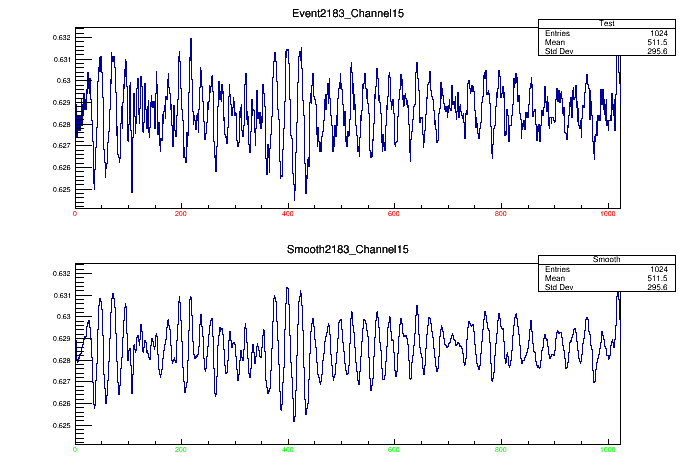 Event2183_Channel15
Test
Entries 1024
Mean 511.5
Std Dev 295.6
0.632
0.631
0.63
0.629
0.628
0.627
0.626
0.625
0 200 400 600 800 1000
Smooth2183_Channel15
Smooth
Entries 1024
Mean 511.5
Std Dev 295.6
0.632
0.631
0.63
0.629
0.628
0.627
0.626
0.625
0 200 400 600 800 1000